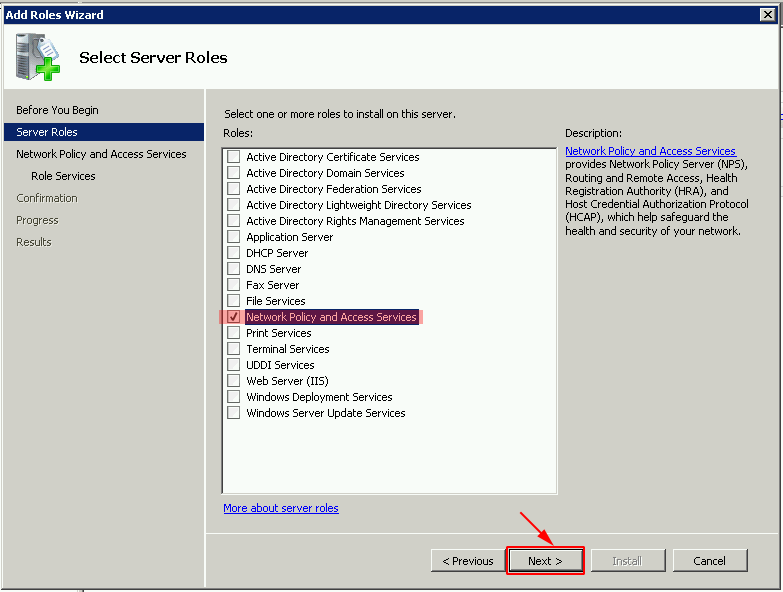 Add Roles Wizard
Select Server Roles
Before You Begin
Server Roles
Network Policy and Access Services
Role Services
Confirmation
Progress
Results
Select one or more roles to install on this server.
Roles:
Active Directory Certificate Services
Active Directory Domain Services
Active Directory Federation Services
Active Directory Lightweight Directory Services
Active Directory Rights Management Services
Application Server
DHCP Server
DNS Server
Fax Server
File Services
Network Policy and Access Services
Print Services
Terminal Services
UDDI Services
Web Server (IIS)
Windows Deployment Services
Windows Server Update Services
More about server roles
Description:
Network Policy and Access Services
provides Network Policy Server (NPS),
Routing and Remote Access, Health
Registration Authority (HRA), and
Host Credential Authorization Protocol
(HCAP), which help safeguard the
health and security of your network.
< Previous
Next >
Install
Cancel